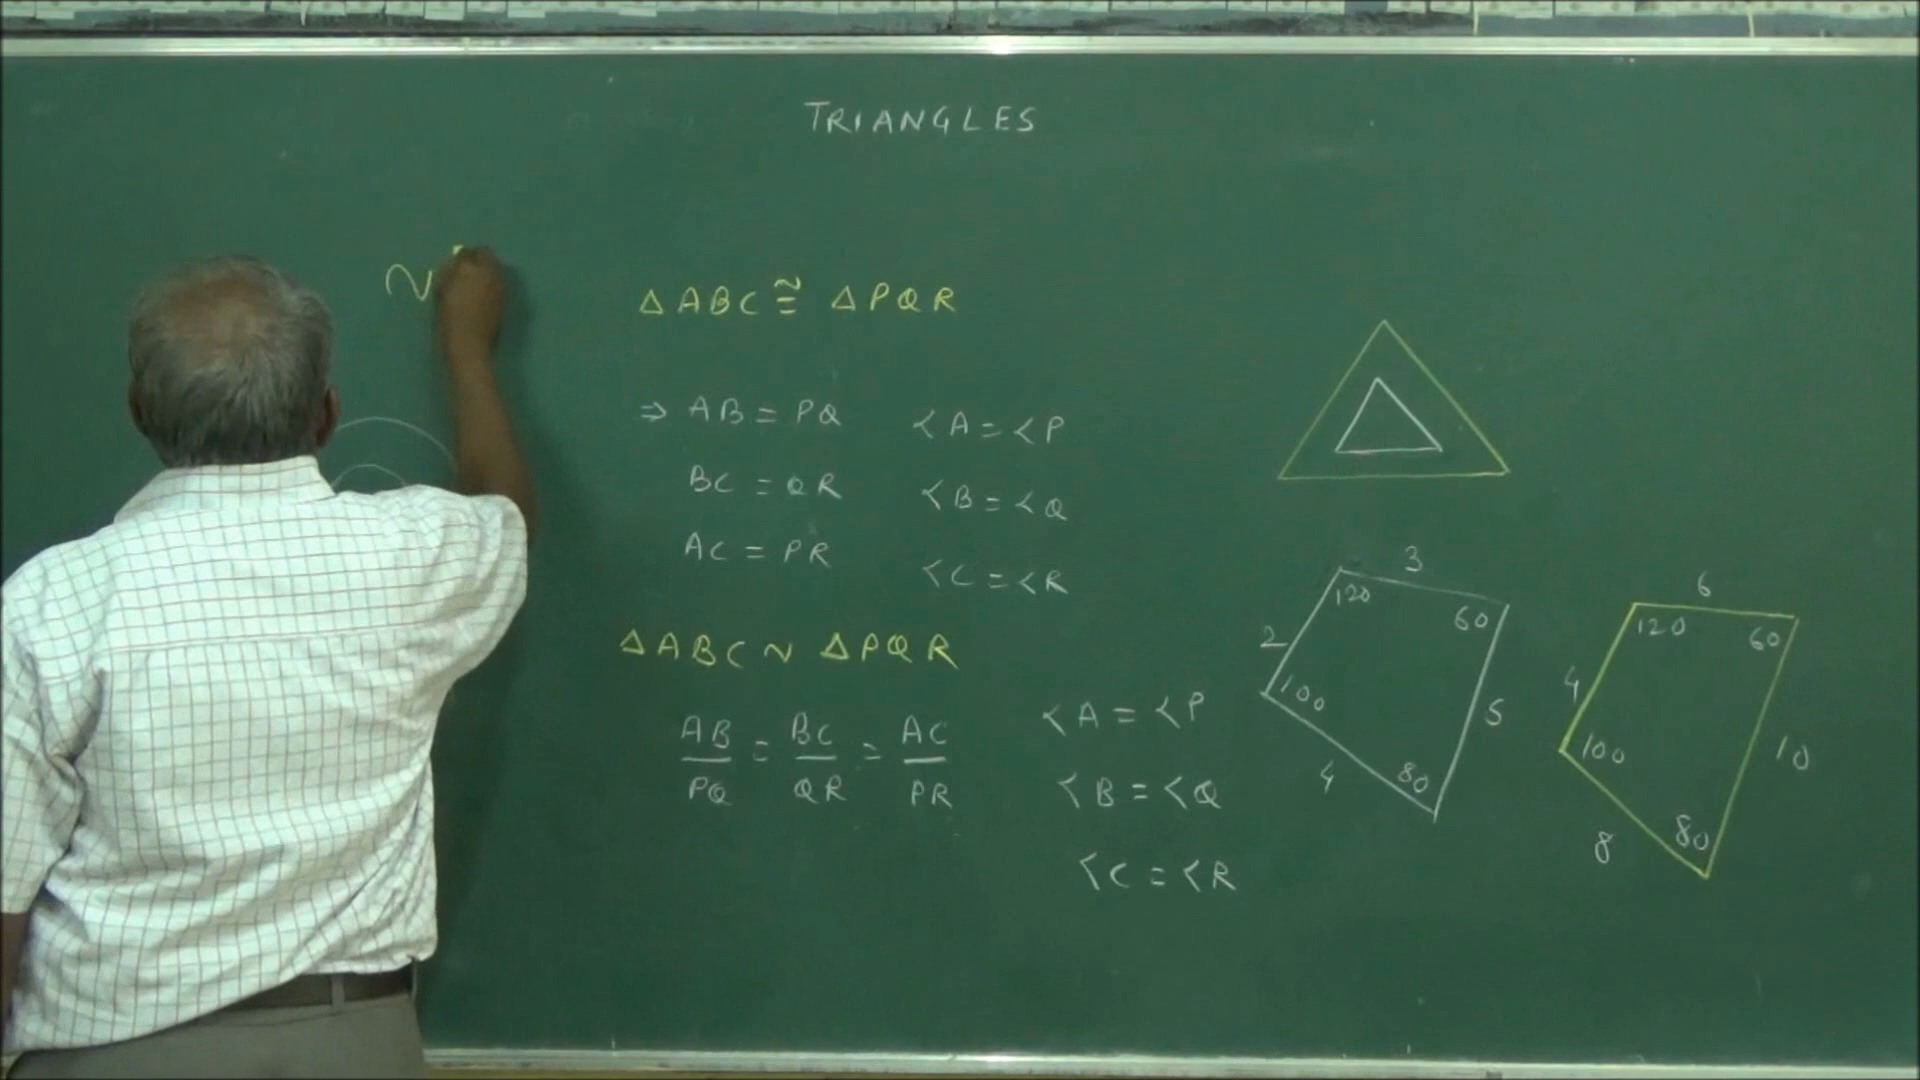 TRIANGLES
~
△ABC ≅ △PQR
⇒ AB = PQ
∠A = ∠P
BC = QR
∠B = ∠Q
AC = PR
∠C = ∠R
△ABC ~ △PQR
AB/PQ = BC/QR = AC/PR
∠A = ∠P
∠B = ∠Q
∠C = ∠R
3
120
60
2
100
5
4
80
6
120
60
4
100
10
8
80